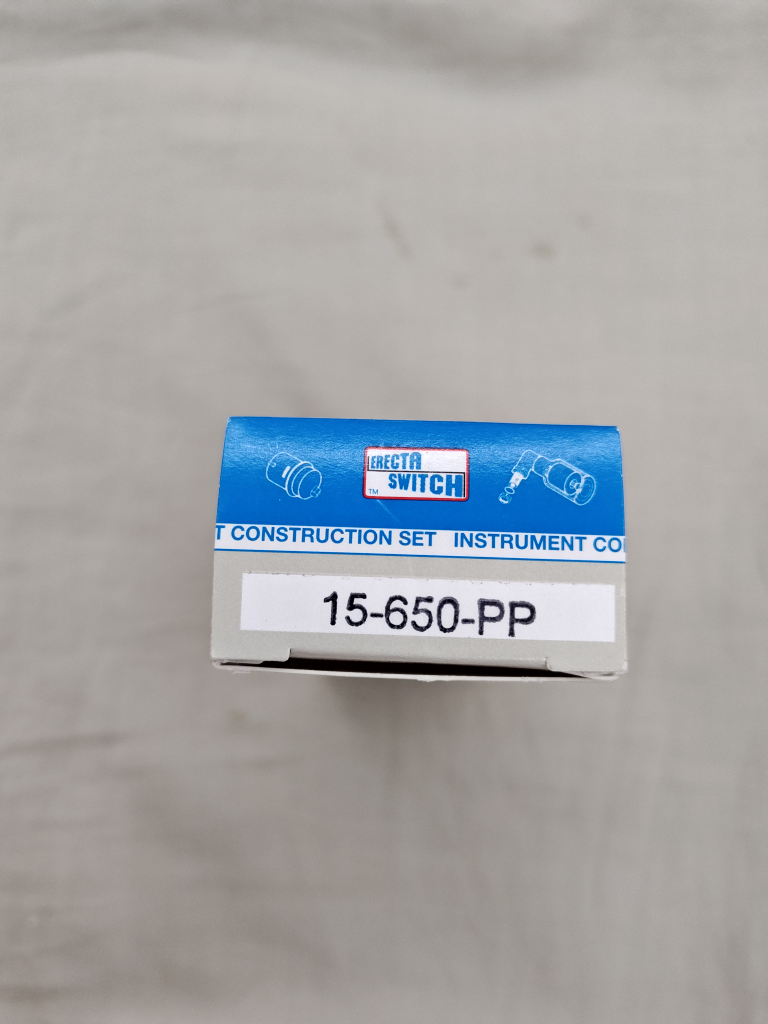 ERECTA
SWITCH
TM
T CONSTRUCTION SET INSTRUMENT CO
15-650-PP